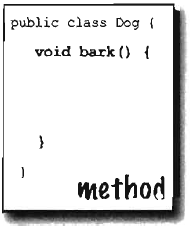 public class Dog {
void bark() {
}
}
method